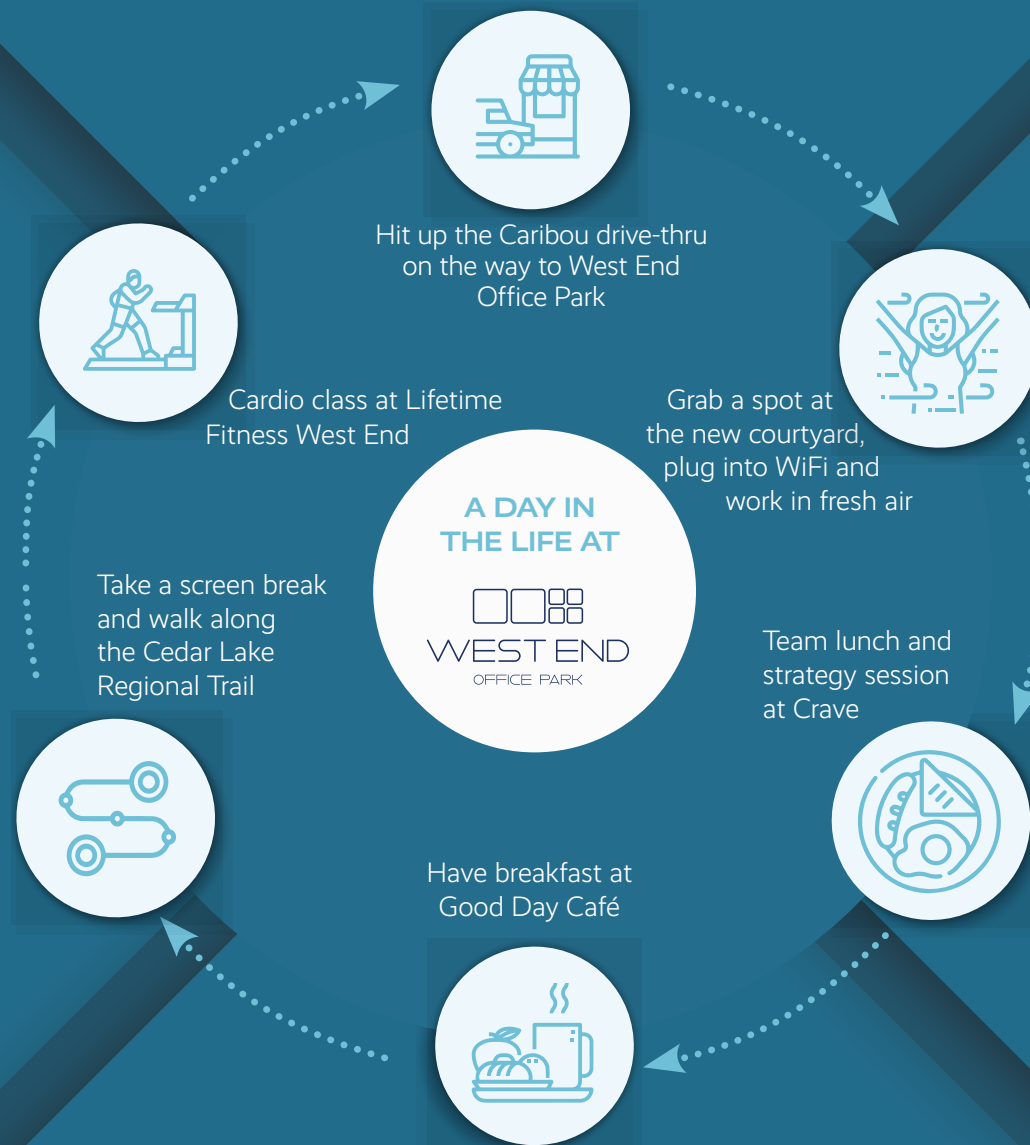 Hit up the Caribou drive-thru
on the way to West End
Office Park
Grab a spot at
the new courtyard,
plug into WiFi and
work in fresh air
Team lunch and
strategy session
at Crave
Have breakfast at
Good Day Café
Take a screen break
and walk along
the Cedar Lake
Regional Trail
Cardio class at Lifetime
Fitness West End
A DAY IN
THE LIFE AT
WEST END
OFFICE PARK